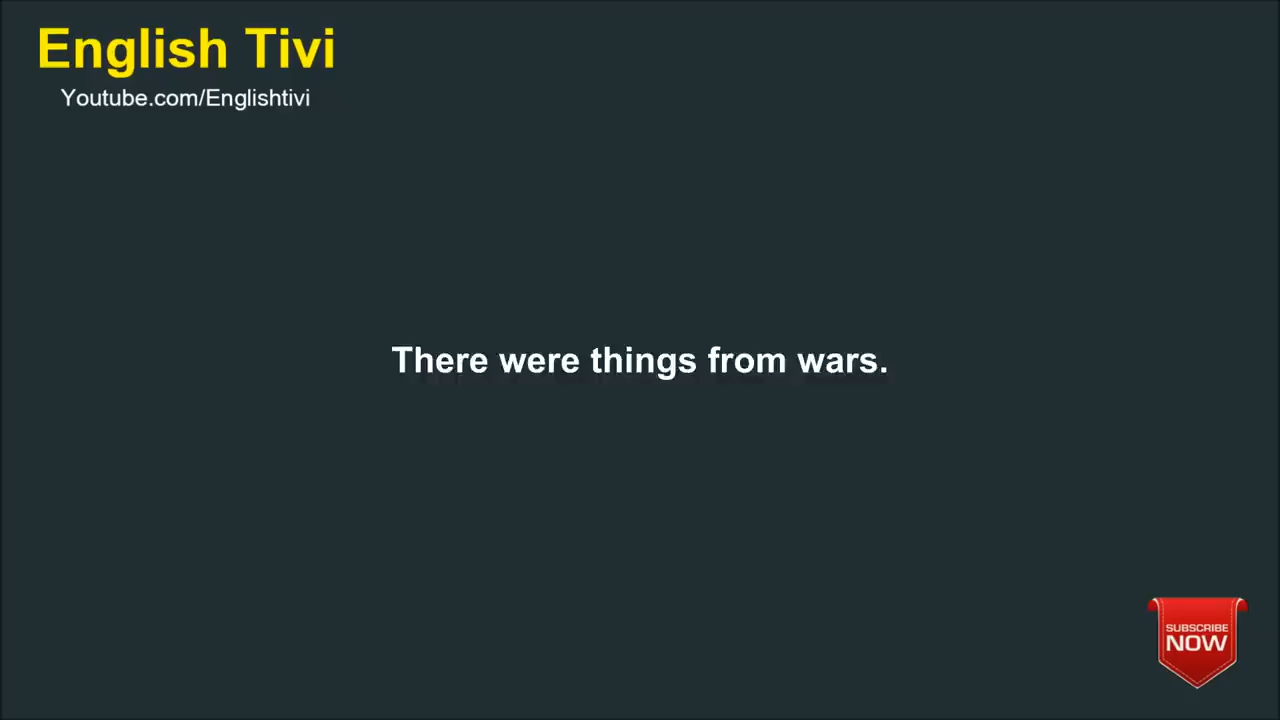 English Tivi
Youtube.com/Englishtivi
There were things from wars.
SUBSCRIBE
NOW